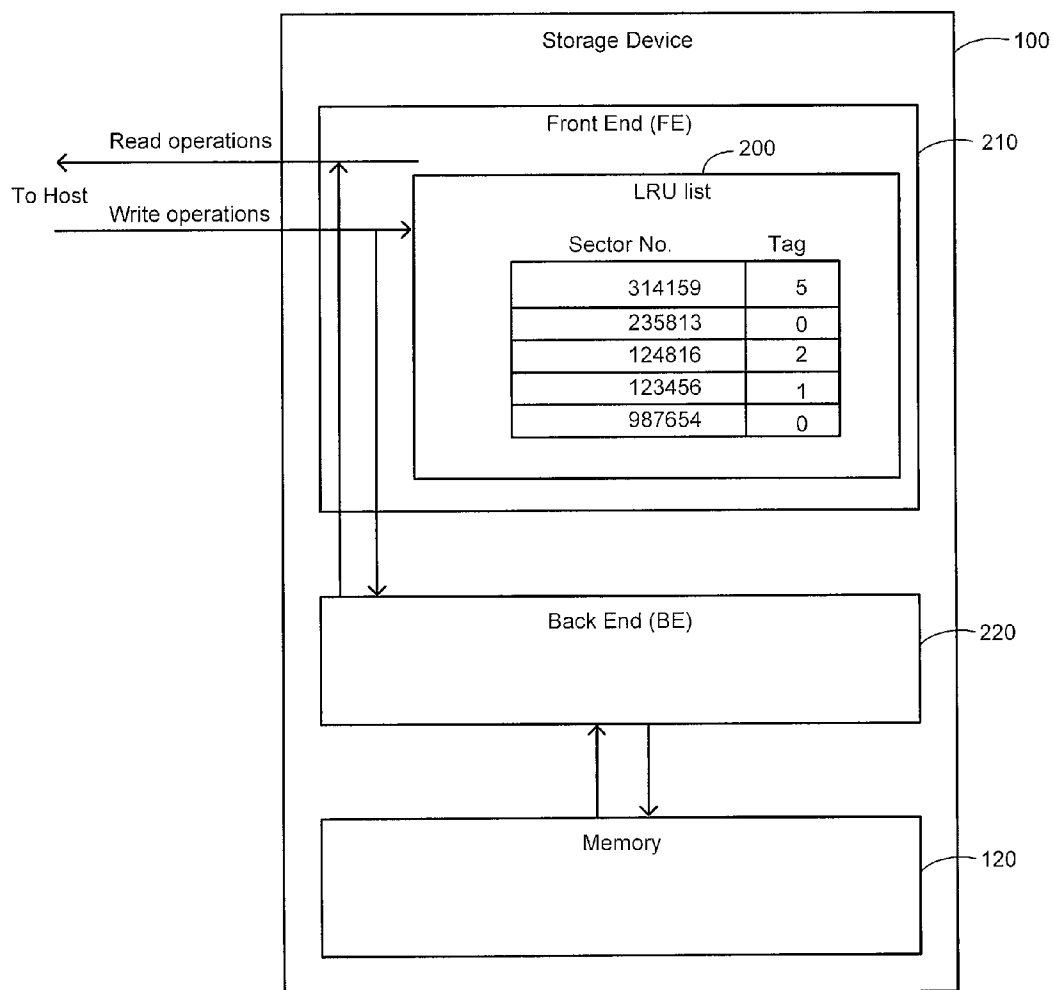 Storage Device
100
Front End (FE)
Read operations
210
200
To Host
LRU list
Write operations
Sector No. Tag
314159 5
235813 0
124816 2
123456 1
987654 0
Back End (BE)
220
Memory
120